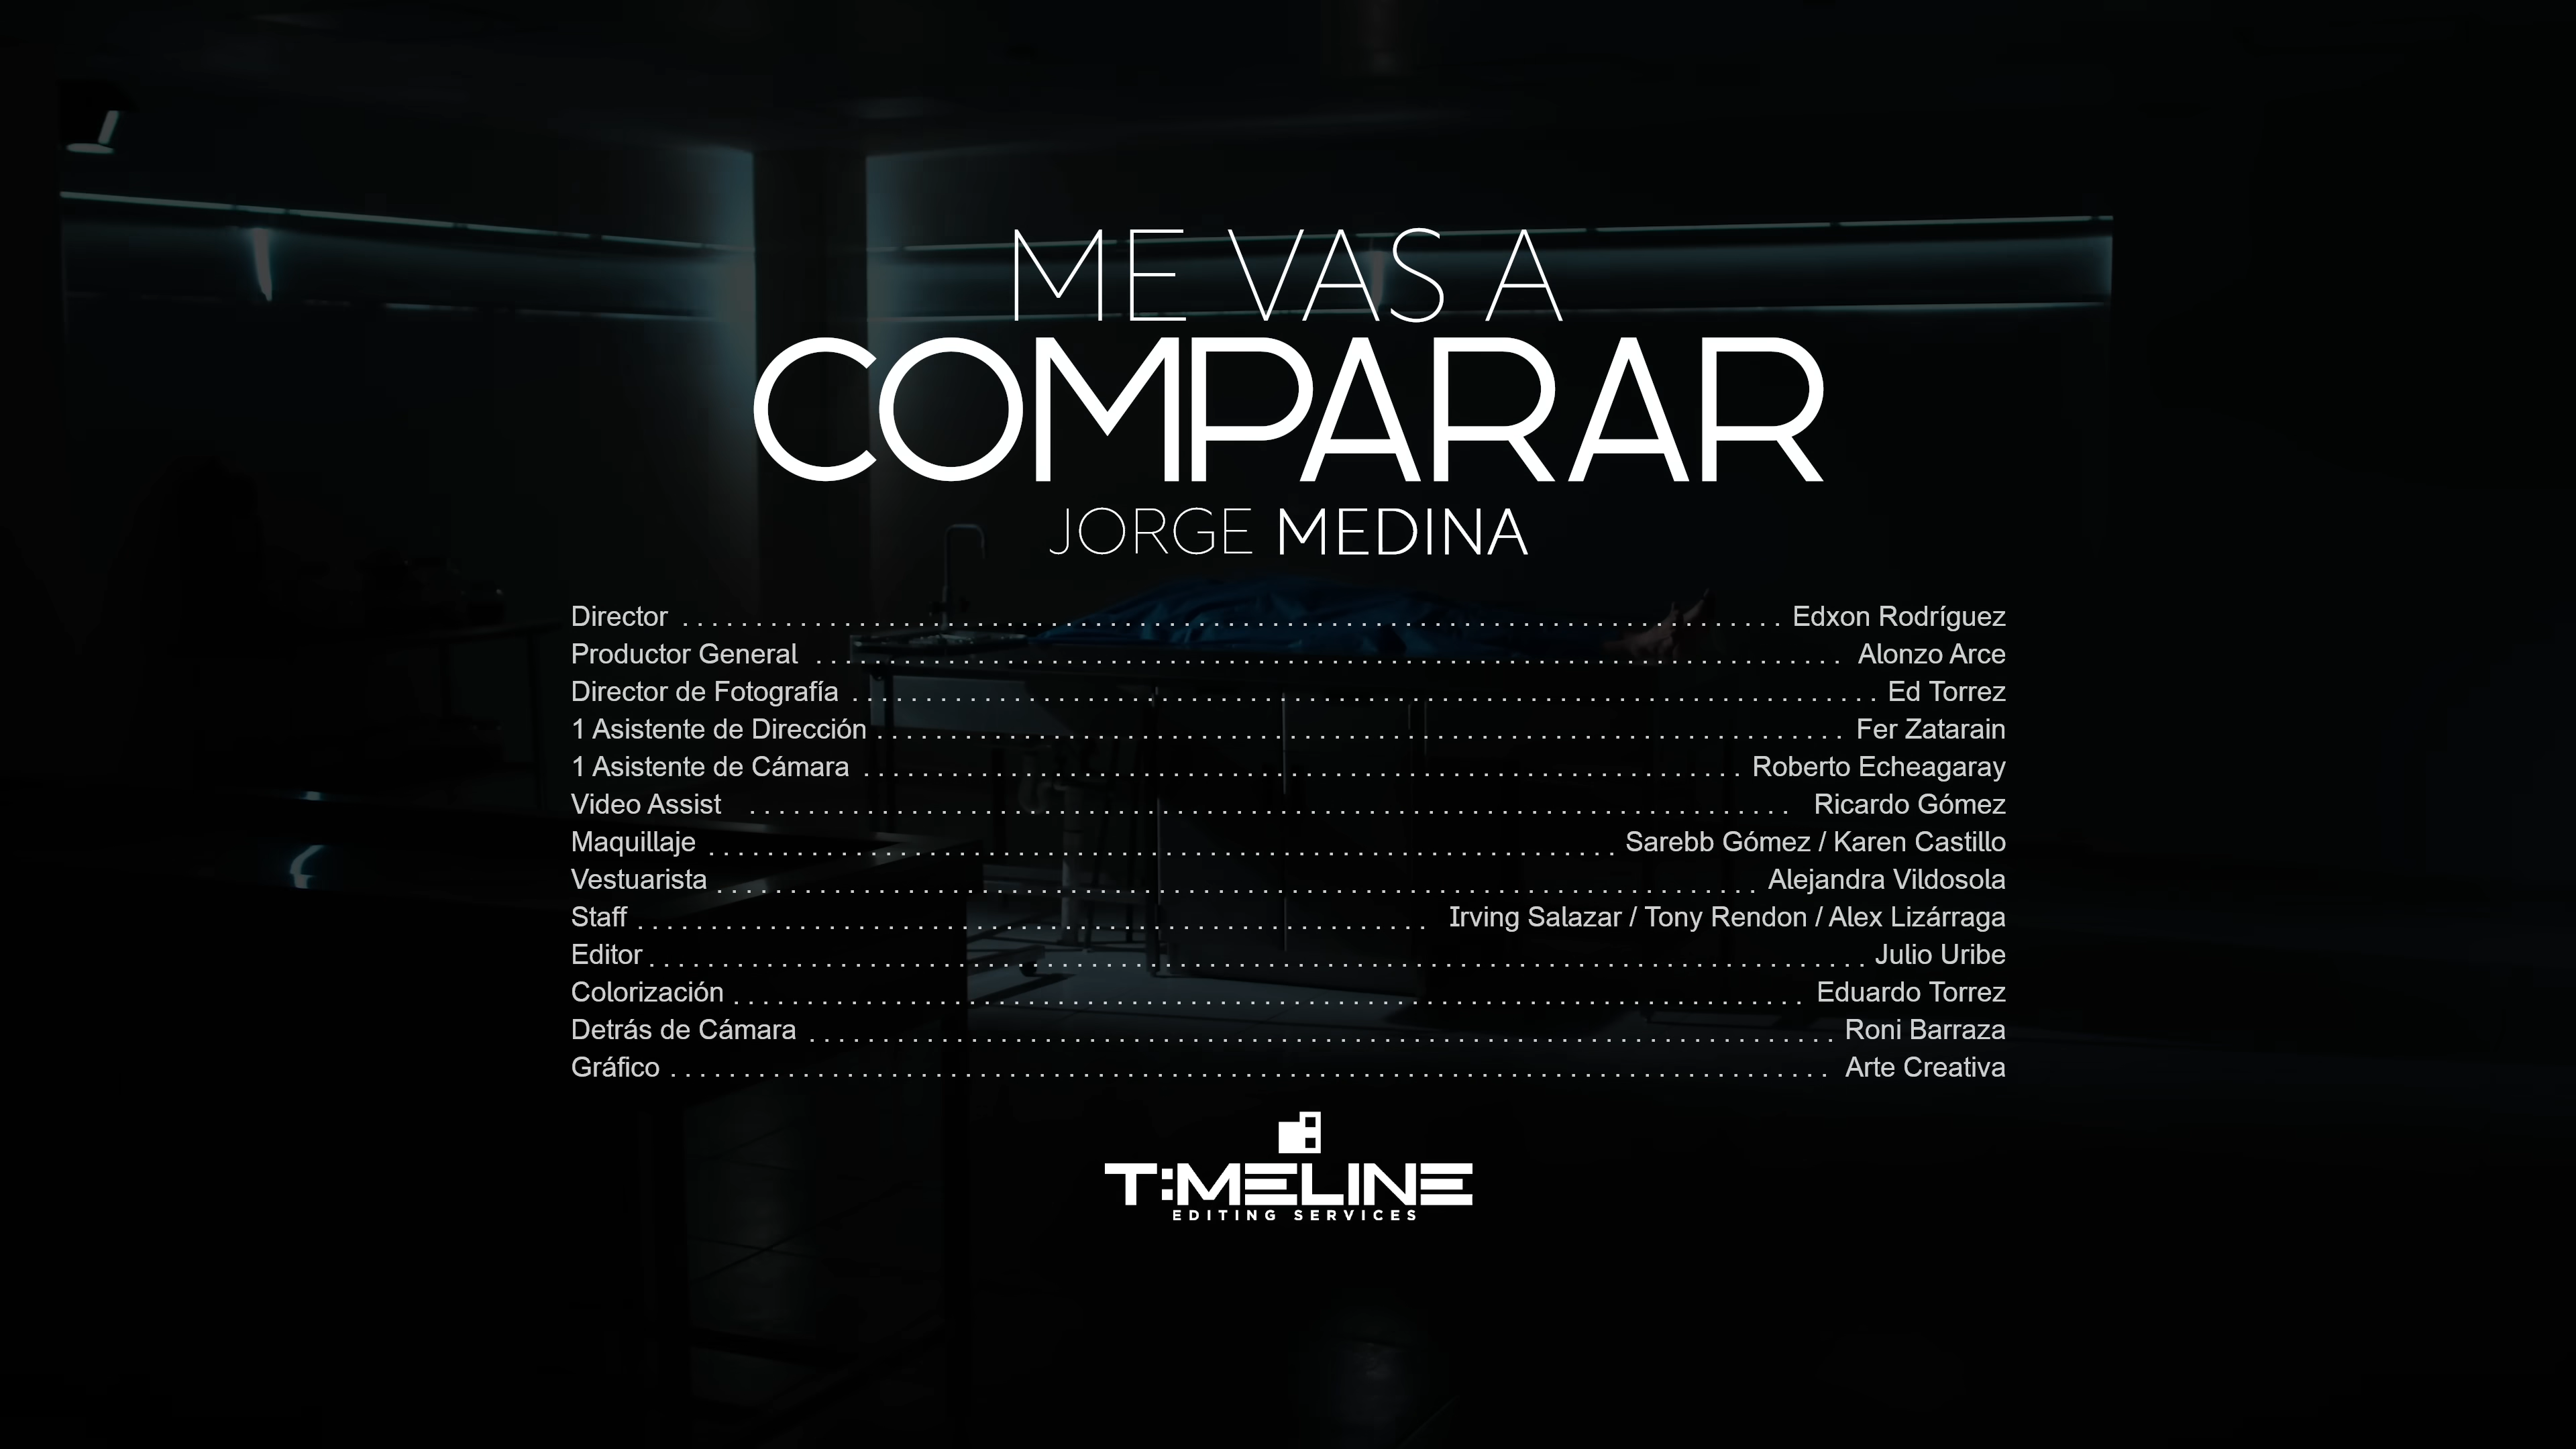 ME VAS A
COMPARAR
JORGE MEDINA
Director . . . . . . . . . . . . . . . . . . . . Edxon Rodríguez
Productor General . . . . . . . . . . . . . . . . . . . . Alonzo Arce
Director de Fotografía . . . . . . . . . . . . . . . . . . . . Ed Torrez
1 Asistente de Dirección . . . . . . . . . . . . . . . . . . . . Fer Zatarain
1 Asistente de Cámara . . . . . . . . . . . . . . . . . . . . Roberto Echeagaray
Video Assist . . . . . . . . . . . . . . . . . . . . Ricardo Gómez
Maquillaje . . . . . . . . . . . . . . . . . . . . Sarebb Gómez / Karen Castillo
Vestuarista . . . . . . . . . . . . . . . . . . . . Alejandra Vildosola
Staff . . . . . . . . . . . . . . . . . . . . Irving Salazar / Tony Rendon / Alex Lizárraga
Editor . . . . . . . . . . . . . . . . . . . . Julio Uribe
Colorización . . . . . . . . . . . . . . . . . . . . Eduardo Torrez
Detrás de Cámara . . . . . . . . . . . . . . . . . . . . Roni Barraza
Gráfico . . . . . . . . . . . . . . . . . . . . Arte Creativa
T:MELINE
EDITING SERVICES